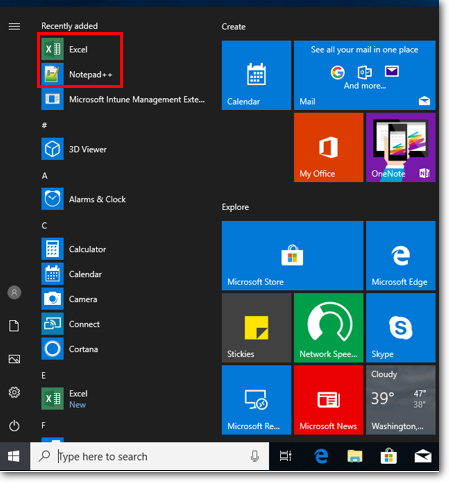 Recently added
Excel
Notepad++
Microsoft Intune Management Exte...
#
3D Viewer
A
Alarms & Clock
C
Calculator
Calendar
Camera
Connect
Cortana
E
Excel
New
F
Create
Calendar
See all your mail in one place
And more...
Mail
My Office
OneNote
Explore
Microsoft Store
Microsoft Edge
Stickies
Network Spee...
Skype
Microsoft Re...
Microsoft News
Cloudy
39° 47°
38°
Washington,...
Type here to search